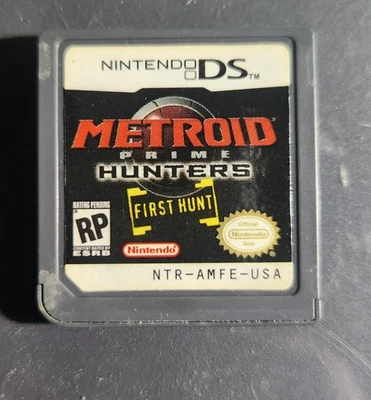 NINTENDO DS™
METROID
PRIME
HUNTERS
FIRST HUNT
RATING PENDING
RP
CONTENT RATED BY
ESRB
Nintendo
Official
Nintendo
Seal
NTR-AMFE-USA